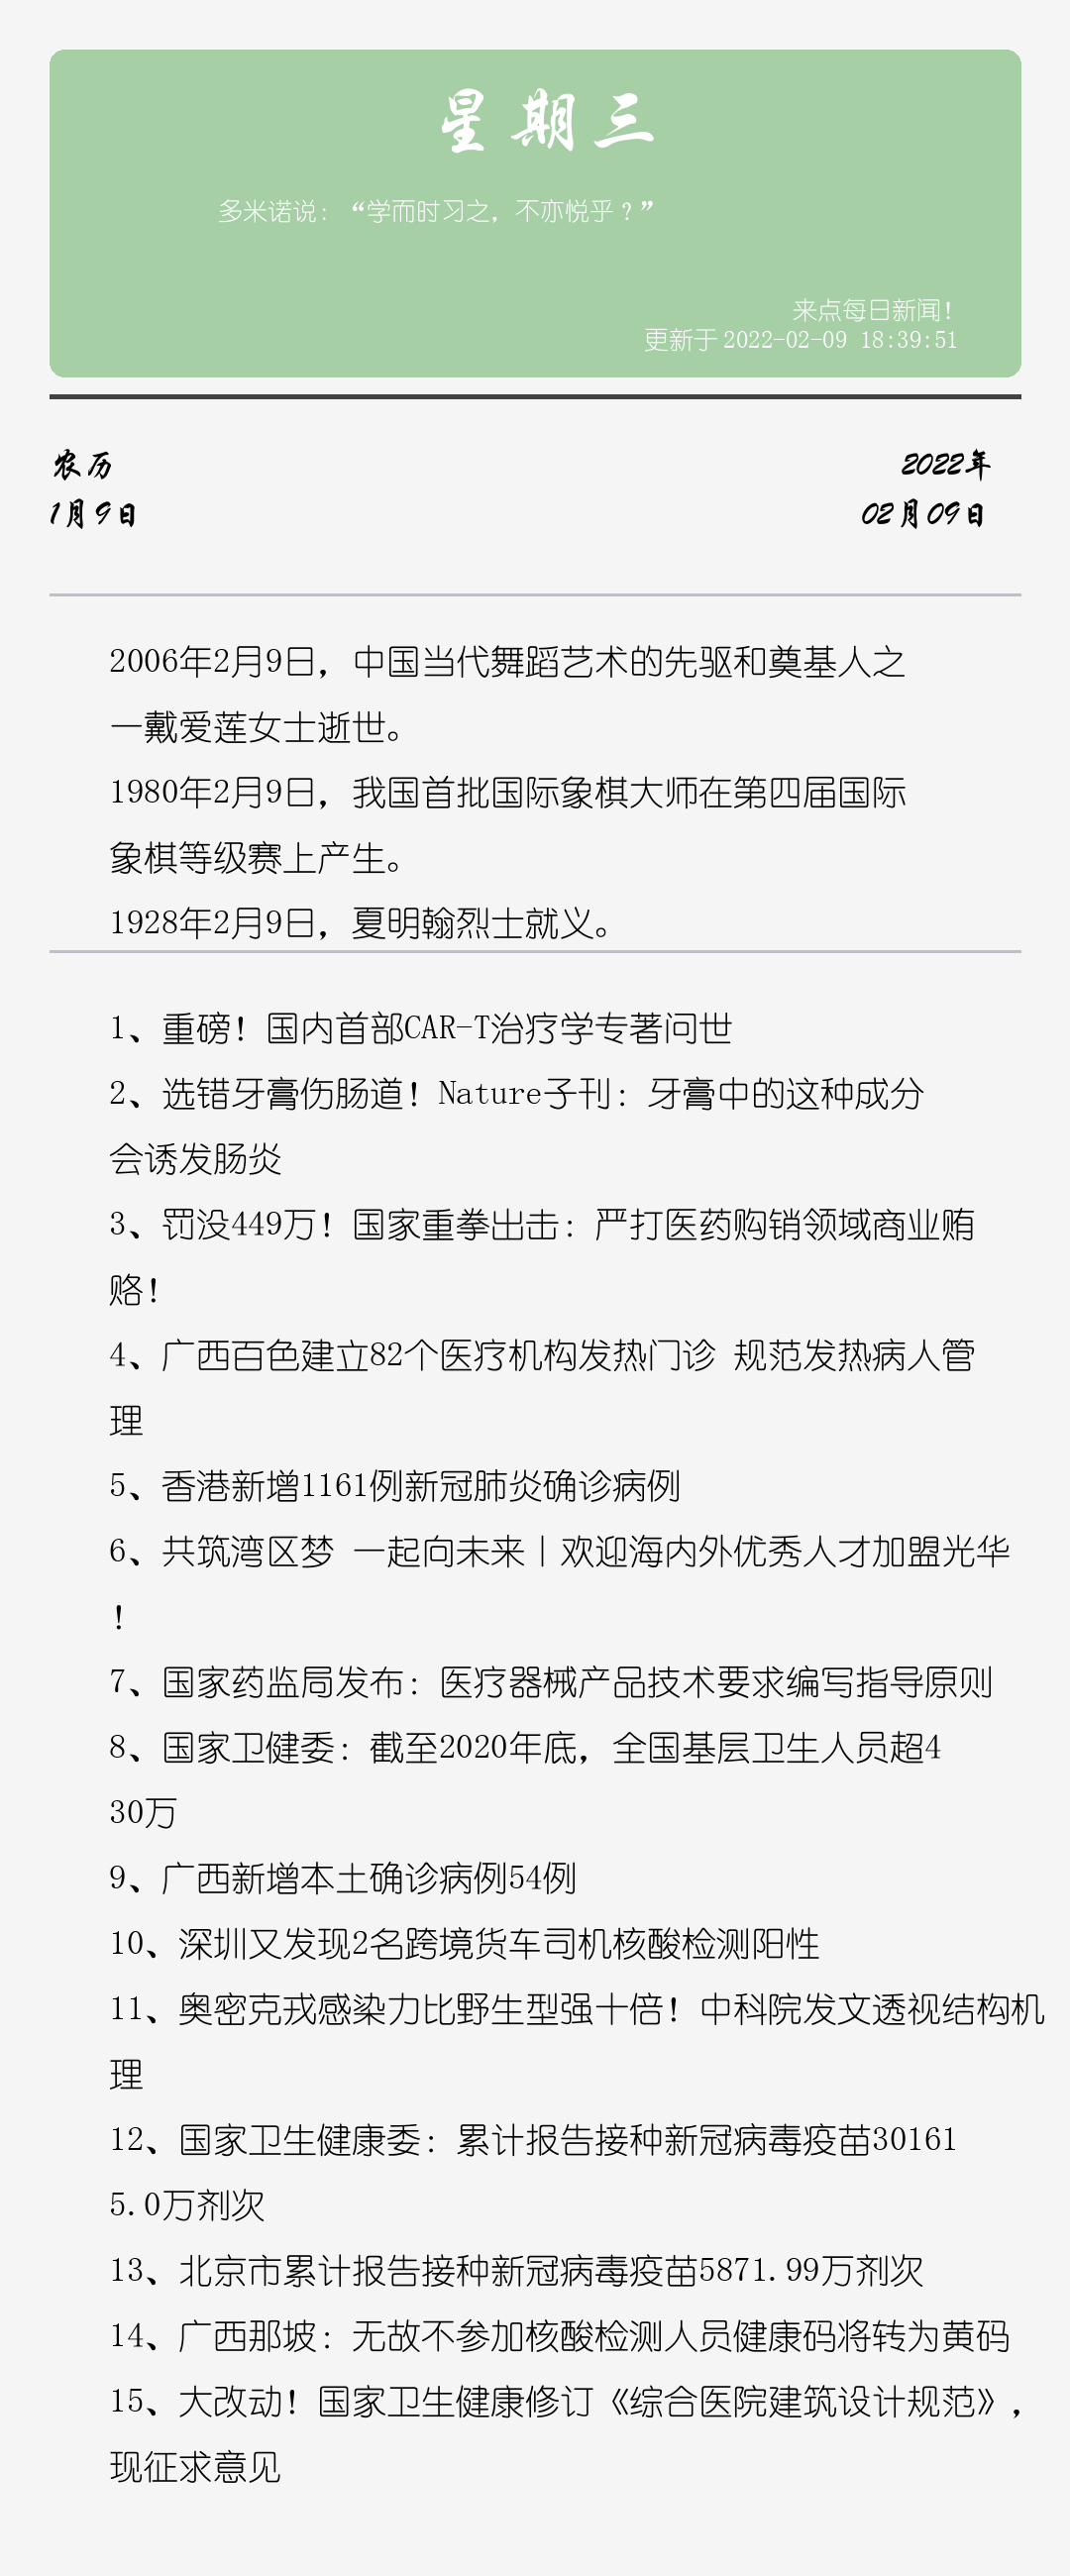 星期三
多米诺说：“学而时习之，不亦悦乎？”
来点每日新闻！
更新于2022-02-09 18:39:51
农历
2022年
1月9日
02月09日
2006年2月9日，中国当代舞蹈艺术的先驱和奠基人之
一戴爱莲女士逝世。
1980年2月9日，我国首批国际象棋大师在第四届国际
象棋等级赛上产生。
1928年2月9日，夏明翰烈士就义。
1、重磅！国内首部CAR-T治疗学专著问世
2、选错牙膏伤肠道！Nature子刊：牙膏中的这种成分
会诱发肠炎
3、罚没449万！国家重拳出击：严打医药购销领域商业贿
赂！
4、广西百色建立82个医疗机构发热门诊 规范发热病人管
理
5、香港新增1161例新冠肺炎确诊病例
6、共筑湾区梦 一起向未来丨欢迎海内外优秀人才加盟光华
！
7、国家药监局发布：医疗器械产品技术要求编写指导原则
8、国家卫健委：截至2020年底，全国基层卫生人员超4
30万
9、广西新增本土确诊病例54例
10、深圳又发现2名跨境货车司机核酸检测阳性
11、奥密克戎感染力比野生型强十倍！中科院发文透视结构机
理
12、国家卫生健康委：累计报告接种新冠病毒疫苗30161
5.0万剂次
13、北京市累计报告接种新冠病毒疫苗5871.99万剂次
14、广西那坡：无故不参加核酸检测人员健康码将转为黄码
15、大改动！国家卫生健康修订《综合医院建筑设计规范》，
现征求意见